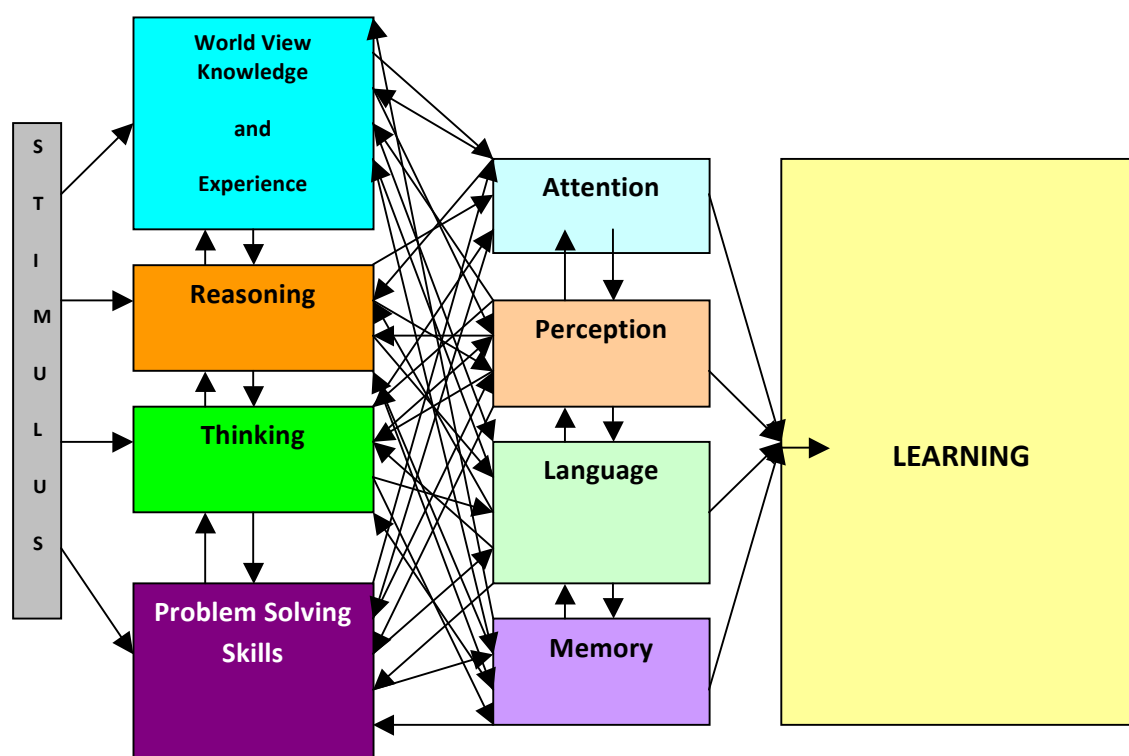 S
T
I
M
U
L
U
S
World View
Knowledge
and
Experience
Reasoning
Thinking
Problem Solving
Skills
Attention
Perception
Language
Memory
LEARNING